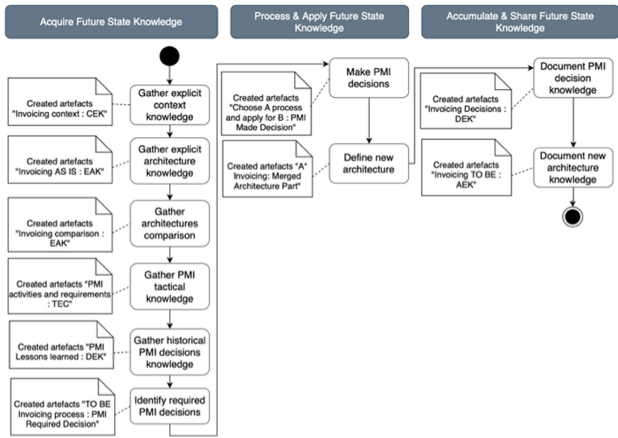 Acquire Future State Knowledge
Process & Apply Future State
Knowledge
Accumulate & Share Future State
Knowledge
Created artefacts
"Invoicing context : CEK"
Gather explicit
context
knowledge
Created artefacts
"Invoicing AS IS : EAK"
Gather explicit
architecture
knowledge
Created artefacts
"Invoicing comparison :
EAK"
Gather
architectures
comparison
Created artefacts "PMI
activities and requirements
: TEC"
Gather PMI
tactical
knowledge
Created artefacts "PMI
Lessons learned : DEK"
Gather historical
PMI decisions
knowledge
Created artefacts "TO BE
Invoicing process : PMI
Required Decision"
Identify required
PMI decisions
Created artefacts
"Choose A process
and apply for B : PMI
Made Decision"
Make PMI
decisions
Created artefacts "A"
Invoicing: Merged
Architecture Part"
Define new
architecture
Created artefacts
"Invoicing Decisions :
DEK"
Document PMI
decision
knowledge
Created artefacts
"Invoicing TO BE :
AEK"
Document new
architecture
knowledge